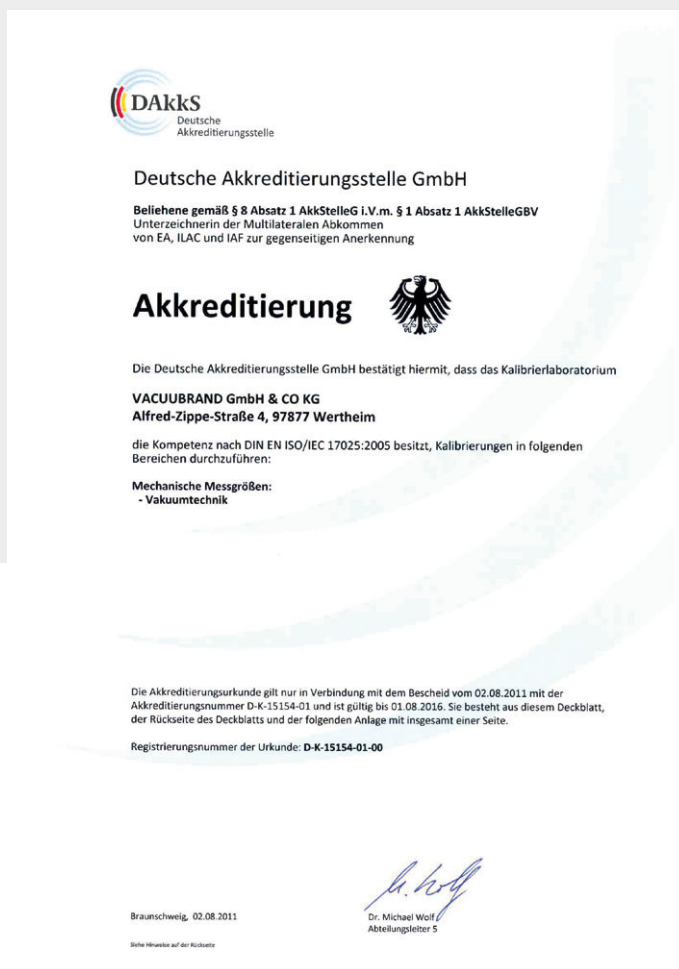 DAkkS
Deutsche
Akkreditierungsstelle
Deutsche Akkreditierungsstelle GmbH
Beliehene gemäß § 8 Absatz 1 AkkStelleG i.V.m. § 1 Absatz 1 AkkStelleGBV
Unterzeichnerin der Multilateralen Abkommen
von EA, ILAC und IAF zur gegenseitigen Anerkennung
Akkreditierung
Die Deutsche Akkreditierungsstelle GmbH bestätigt hiermit, dass das Kalibrierlaboratorium
VACUUBRAND GmbH & CO KG
Alfred-Zippe-Straße 4, 97877 Wertheim
die Kompetenz nach DIN EN ISO/IEC 17025:2005 besitzt, Kalibrierungen in folgenden
Bereichen durchzuführen:
Mechanische Messgrößen:
- Vakuumtechnik
Die Akkreditierungsurkunde gilt nur in Verbindung mit dem Bescheid vom 02.08.2011 mit der
Akkreditierungsnummer D-K-15154-01 und ist gültig bis 01.08.2016. Sie besteht aus diesem Deckblatt,
der Rückseite des Deckblatts und der folgenden Anlage mit insgesamt einer Seite.
Registrierungsnummer der Urkunde: D-K-15154-01-00
M. Wolf
Braunschweig, 02.08.2011
Dr. Michael Wolf
Abteilungsleiter 5
Siehe Hinweise auf der Rückseite